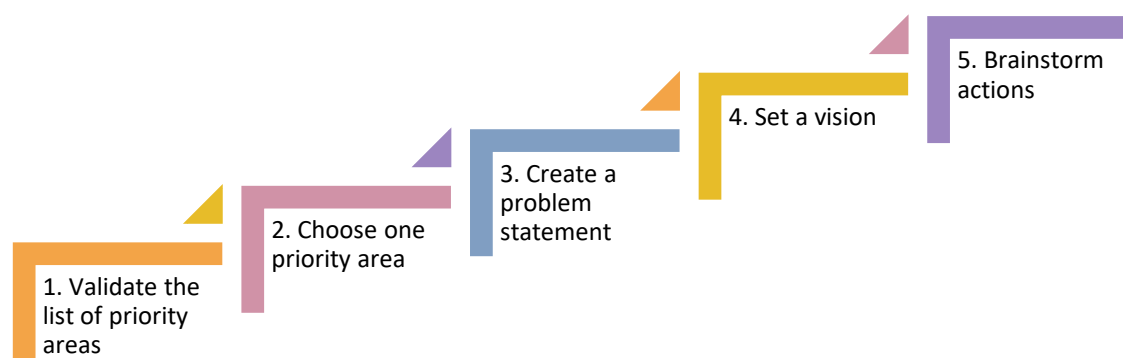 1. Validate the
list of priority
areas
2. Choose one
priority area
3. Create a
problem
statement
4. Set a vision
5. Brainstorm
actions